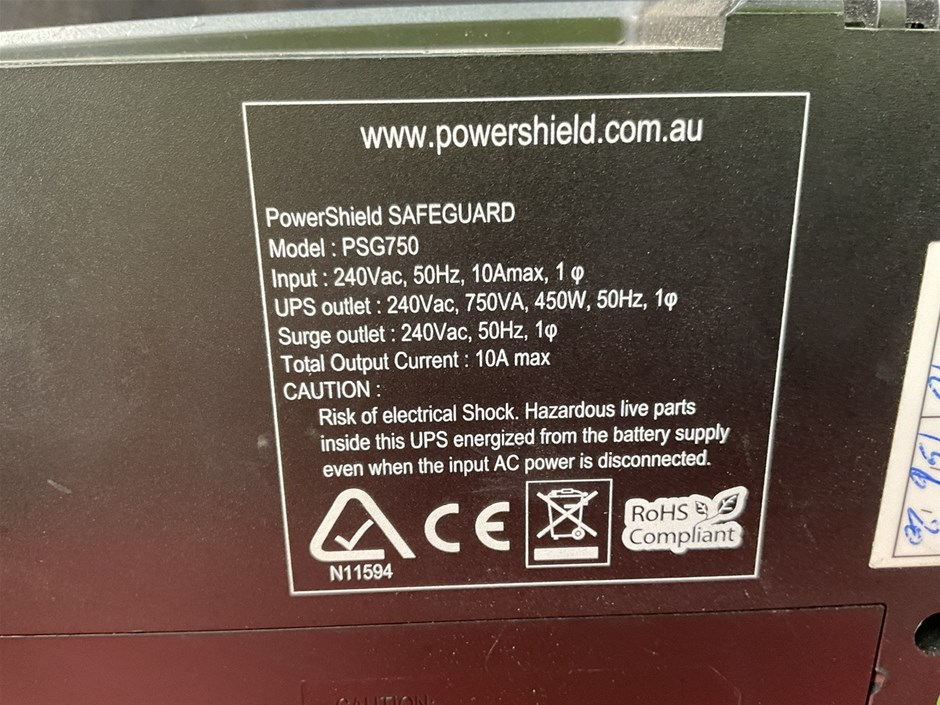 www.powershield.com.au
PowerShield SAFEGUARD
Model : PSG750
Input : 240Vac, 50Hz, 10Amax, 1 φ
UPS outlet : 240Vac, 750VA, 450W, 50Hz, 1φ
Surge outlet : 240Vac, 50Hz, 1φ
Total Output Current : 10A max
CAUTION :
Risk of electrical Shock. Hazardous live parts
inside this UPS energized from the battery supply
even when the input AC power is disconnected.
N11594
CE
RoHS
Compliant
CAUTION